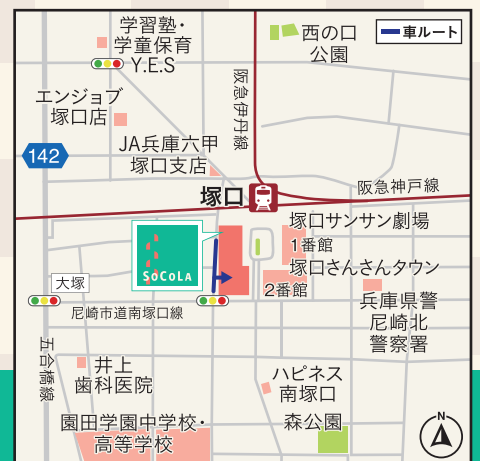 学習塾・
学童保育
Y.E.S
西の口
公園
車ルート
阪急伊丹線
エンジョブ
塚口店
JA兵庫六甲
塚口支店
142
塚口
阪急神戸線
塚口サンサン劇場
1番館
塚口さんさんタウン
2番館
SoCoLA
大塚
尼崎市道南塚口線
兵庫県警
尼崎北
警察署
五合橋線
井上
歯科医院
ハピネス
南塚口
園田学園中学校・
高等学校
森公園
N